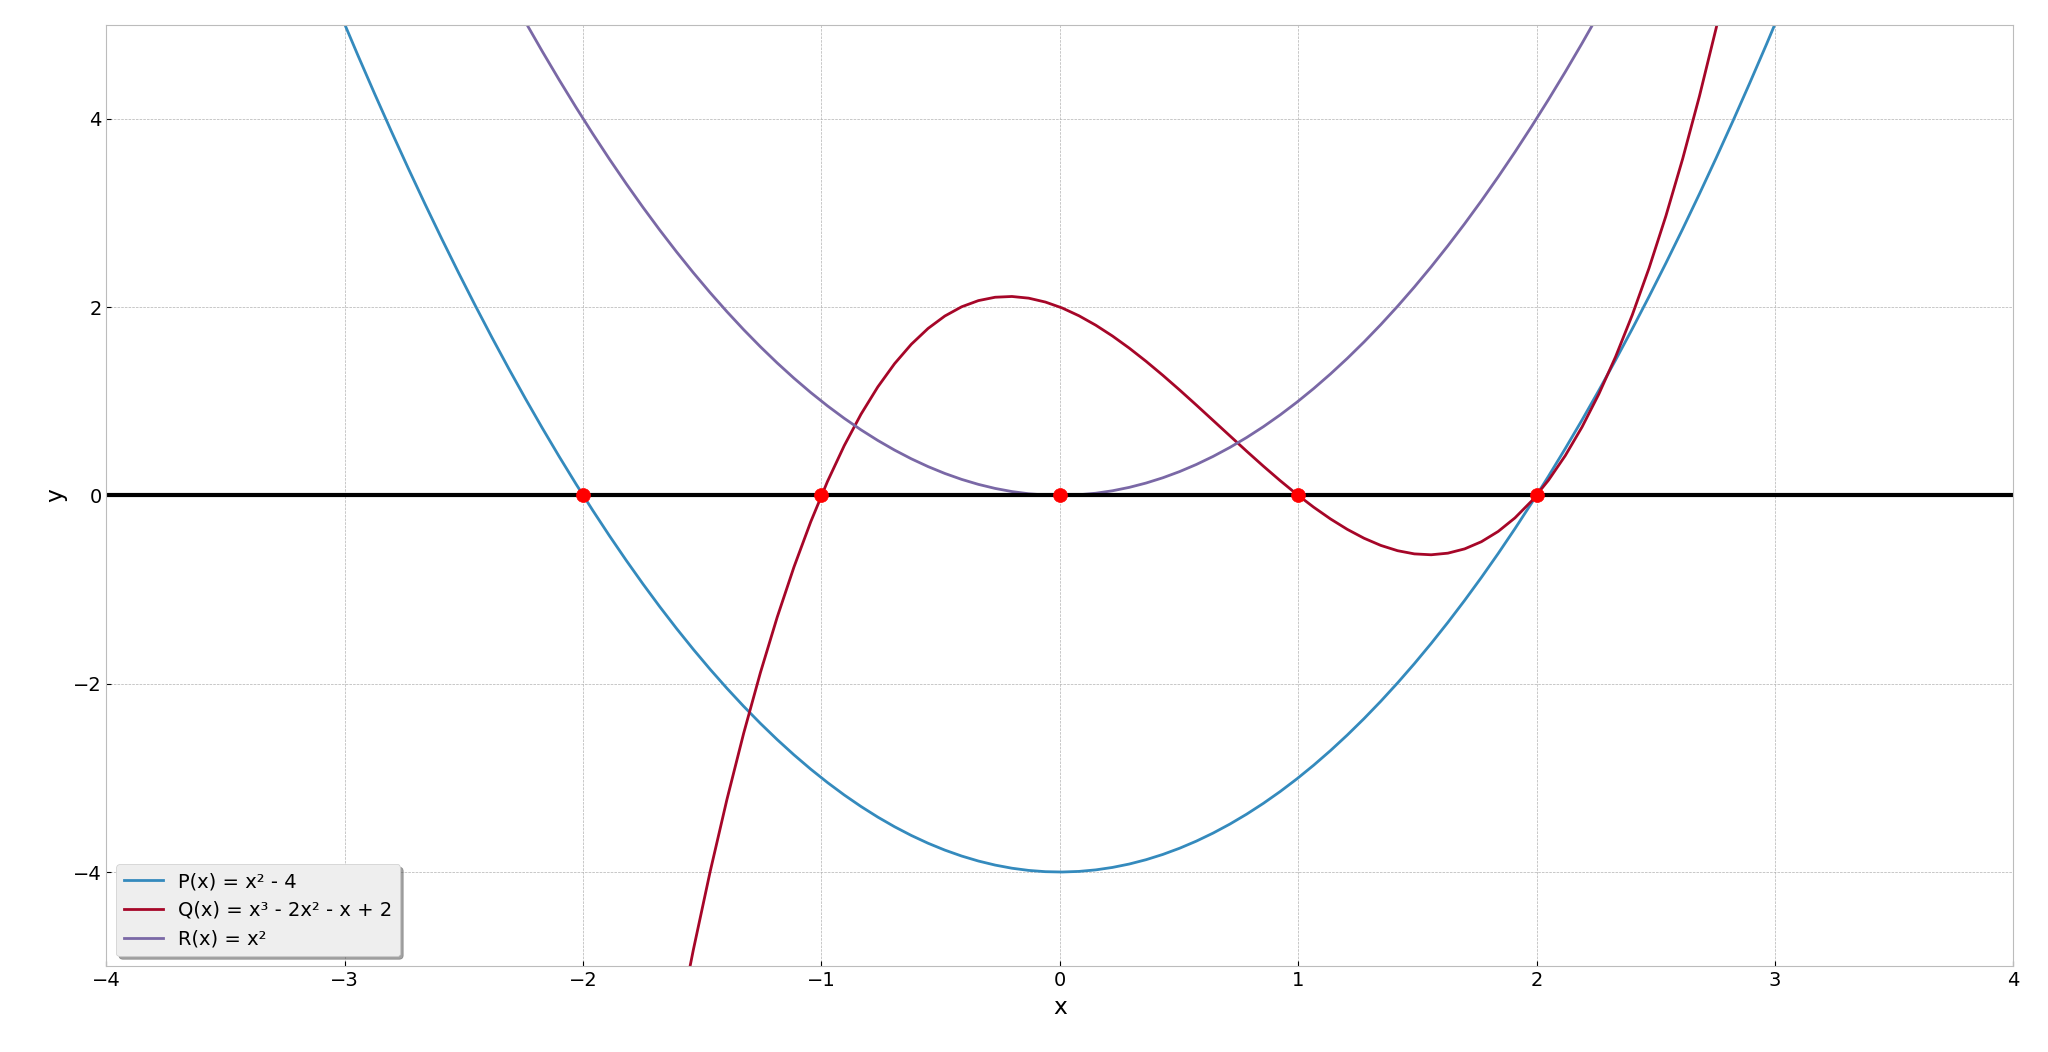 4
2
0
−2
−4
y
−4 −3 −2 −1 0 1 2 3 4
x
P(x) = x² - 4
Q(x) = x³ - 2x² - x + 2
R(x) = x²